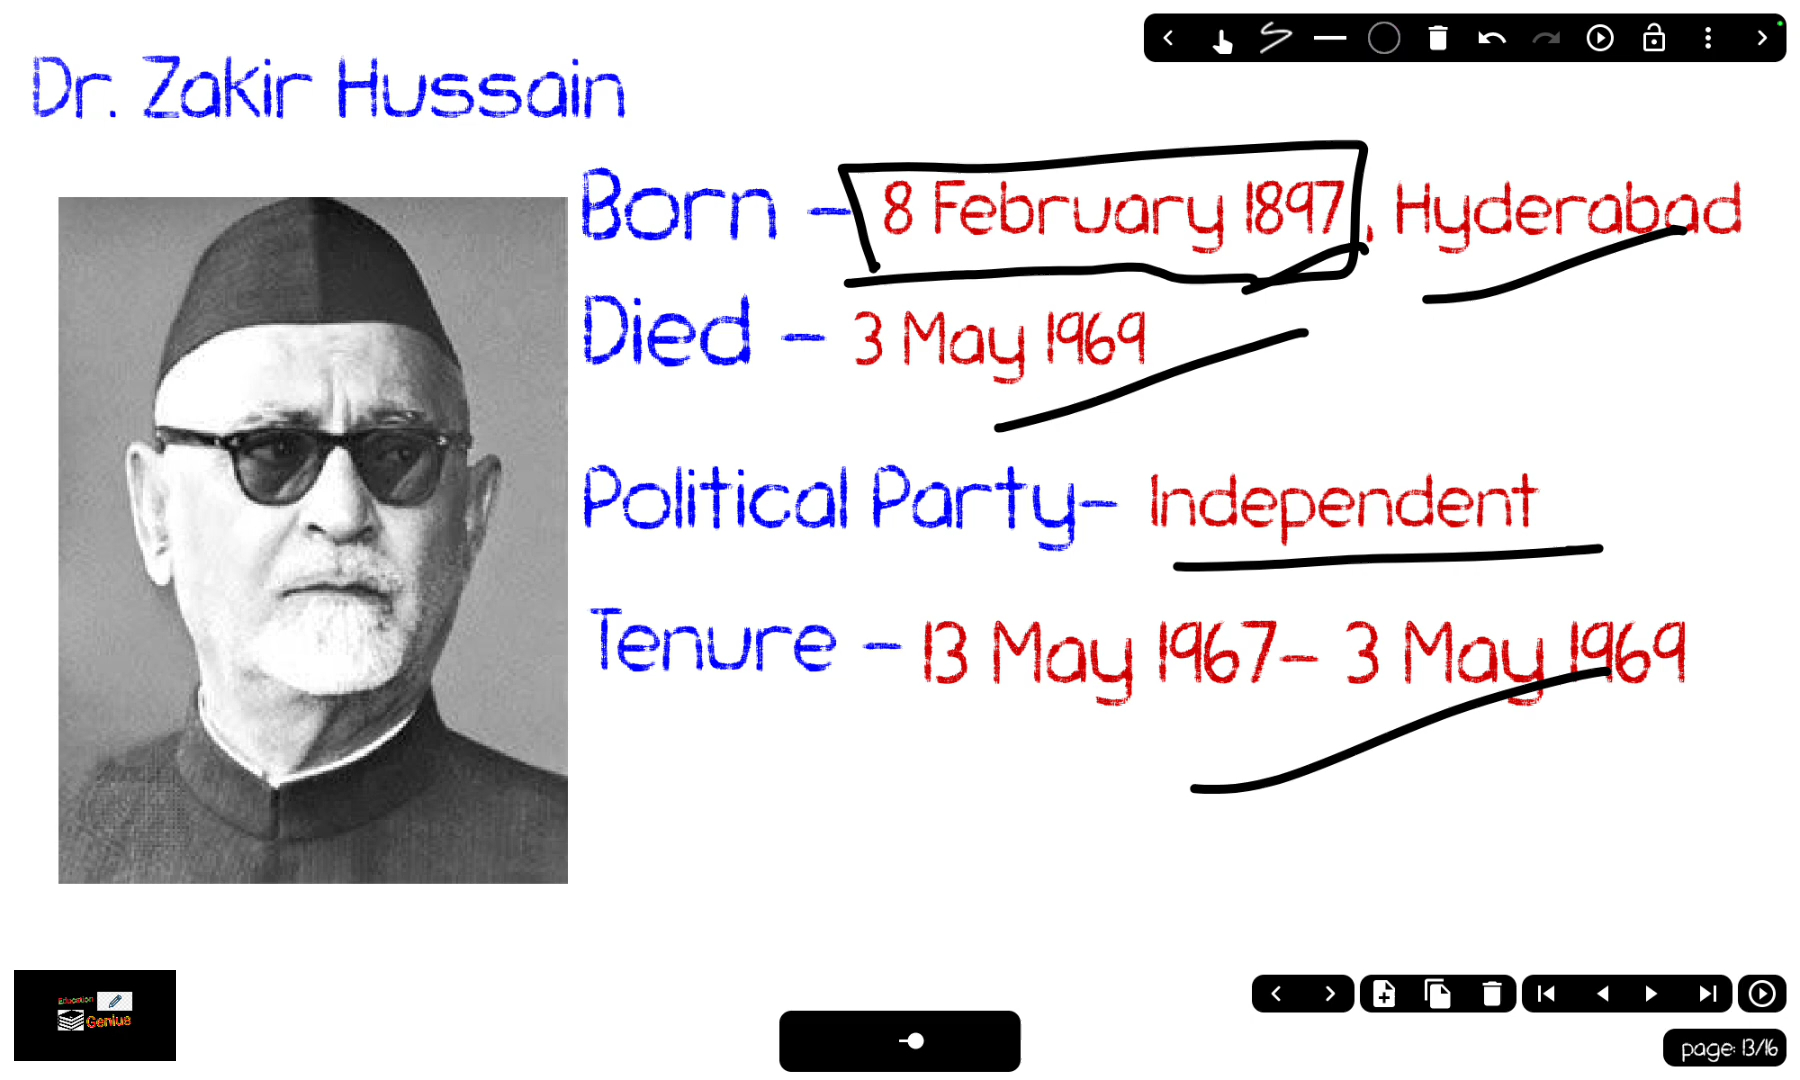 Dr. Zakir Hussain
Born - 8 February 1897, Hyderabad
Died - 3 May 1969
Political Party- Independent
Tenure - 13 May 1967- 3 May 1969
Education
Genius
page: 13/16